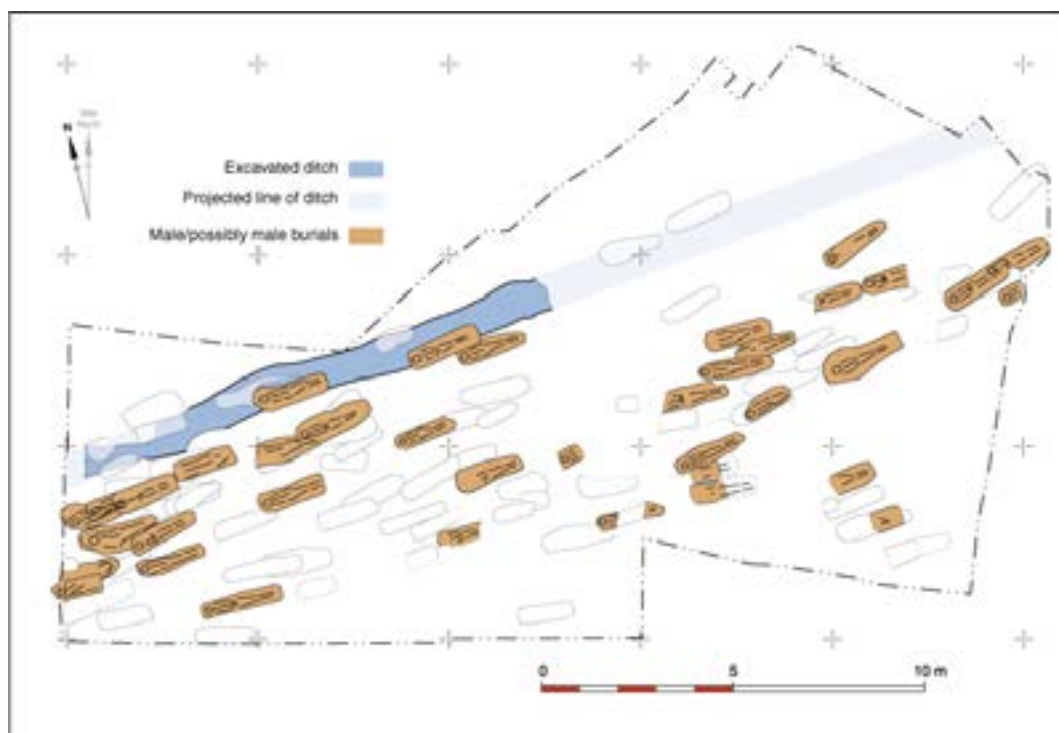 N
Excavated ditch
Projected line of ditch
Male/possibly male burials
0
5
10 m